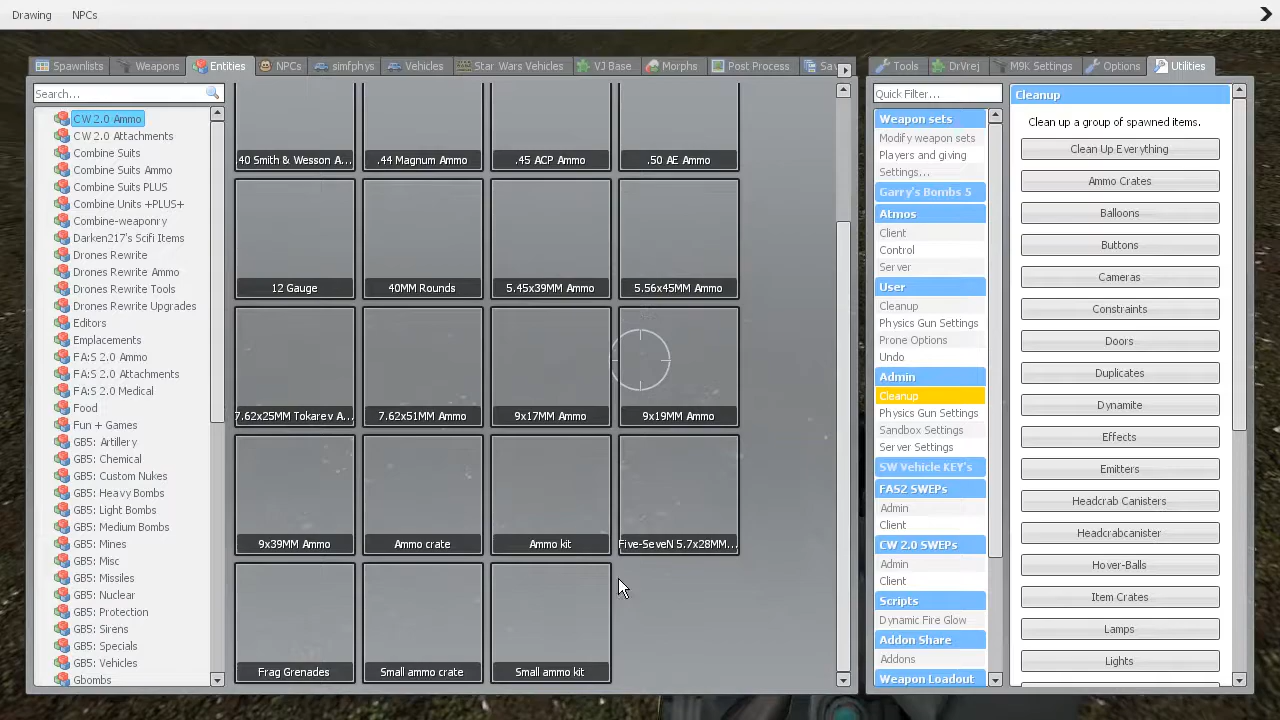 Drawing NPCs
Spawnlists Weapons Entities NPCs simfphys Vehicles Star Wars Vehicles VJ Base Morphs Post Process Sav
Tools DrVrej M9K Settings Options Utilities
Search...
CW 2.0 Ammo
CW 2.0 Attachments
Combine Suits
Combine Suits Ammo
Combine Suits PLUS
Combine Units +PLUS+
Combine-weaponry
Darken217's Scifi Items
Drones Rewrite
Drones Rewrite Ammo
Drones Rewrite Tools
Drones Rewrite Upgrades
Editors
Emplacements
FA:S 2.0 Ammo
FA:S 2.0 Attachments
FA:S 2.0 Medical
Food
Fun + Games
GB5: Artillery
GB5: Chemical
GB5: Custom Nukes
GB5: Heavy Bombs
GB5: Light Bombs
GB5: Medium Bombs
GB5: Mines
GB5: Misc
GB5: Missiles
GB5: Nuclear
GB5: Protection
GB5: Sirens
GB5: Specials
GB5: Vehicles
Gbombs
40 Smith & Wesson A... .44 Magnum Ammo .45 ACP Ammo .50 AE Ammo
12 Gauge 40MM Rounds 5.45x39MM Ammo 5.56x45MM Ammo
7.62x25MM Tokarev A... 7.62x51MM Ammo 9x17MM Ammo 9x19MM Ammo
9x39MM Ammo Ammo crate Ammo kit Five-SeveN 5.7x28MM...
Frag Grenades Small ammo crate Small ammo kit
Quick Filter...
Weapon sets
Modify weapon sets
Players and giving
Settings...
Garry's Bombs 5
Atmos
Client
Control
Server
User
Cleanup
Physics Gun Settings
Prone Options
Undo
Admin
Cleanup
Physics Gun Settings
Sandbox Settings
Server Settings
SW Vehicle KEY's
FAS2 SWEPs
Admin
Client
CW 2.0 SWEPs
Admin
Client
Scripts
Dynamic Fire Glow
Addon Share
Addons
Weapon Loadout
Cleanup
Clean up a group of spawned items.
Clean Up Everything
Ammo Crates
Balloons
Buttons
Cameras
Constraints
Doors
Duplicates
Dynamite
Effects
Emitters
Headcrab Canisters
Headcrabcanister
Hover-Balls
Item Crates
Lamps
Lights